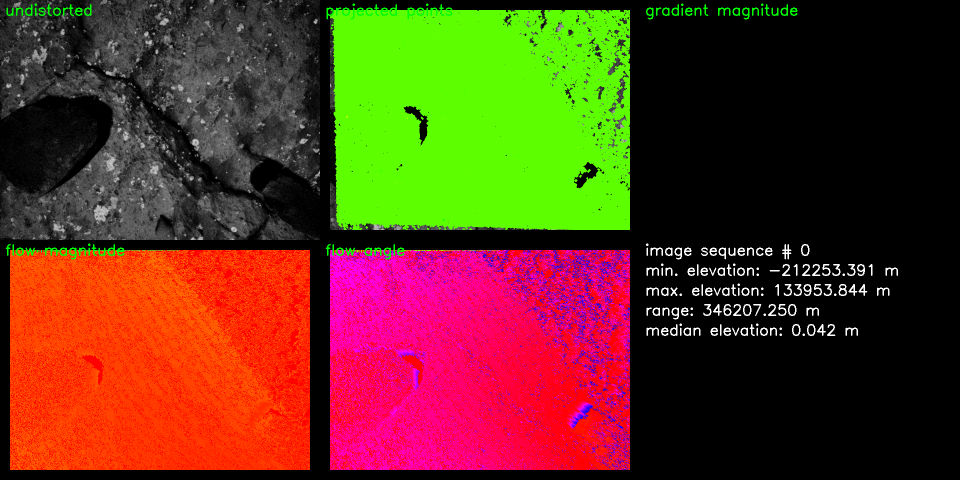 undistorted
projected points
gradient magnitude
flow magnitude
flow angle
image sequence # 0
min. elevation: -212253.391 m
max. elevation: 133953.844 m
range: 346207.250 m
median elevation: 0.042 m